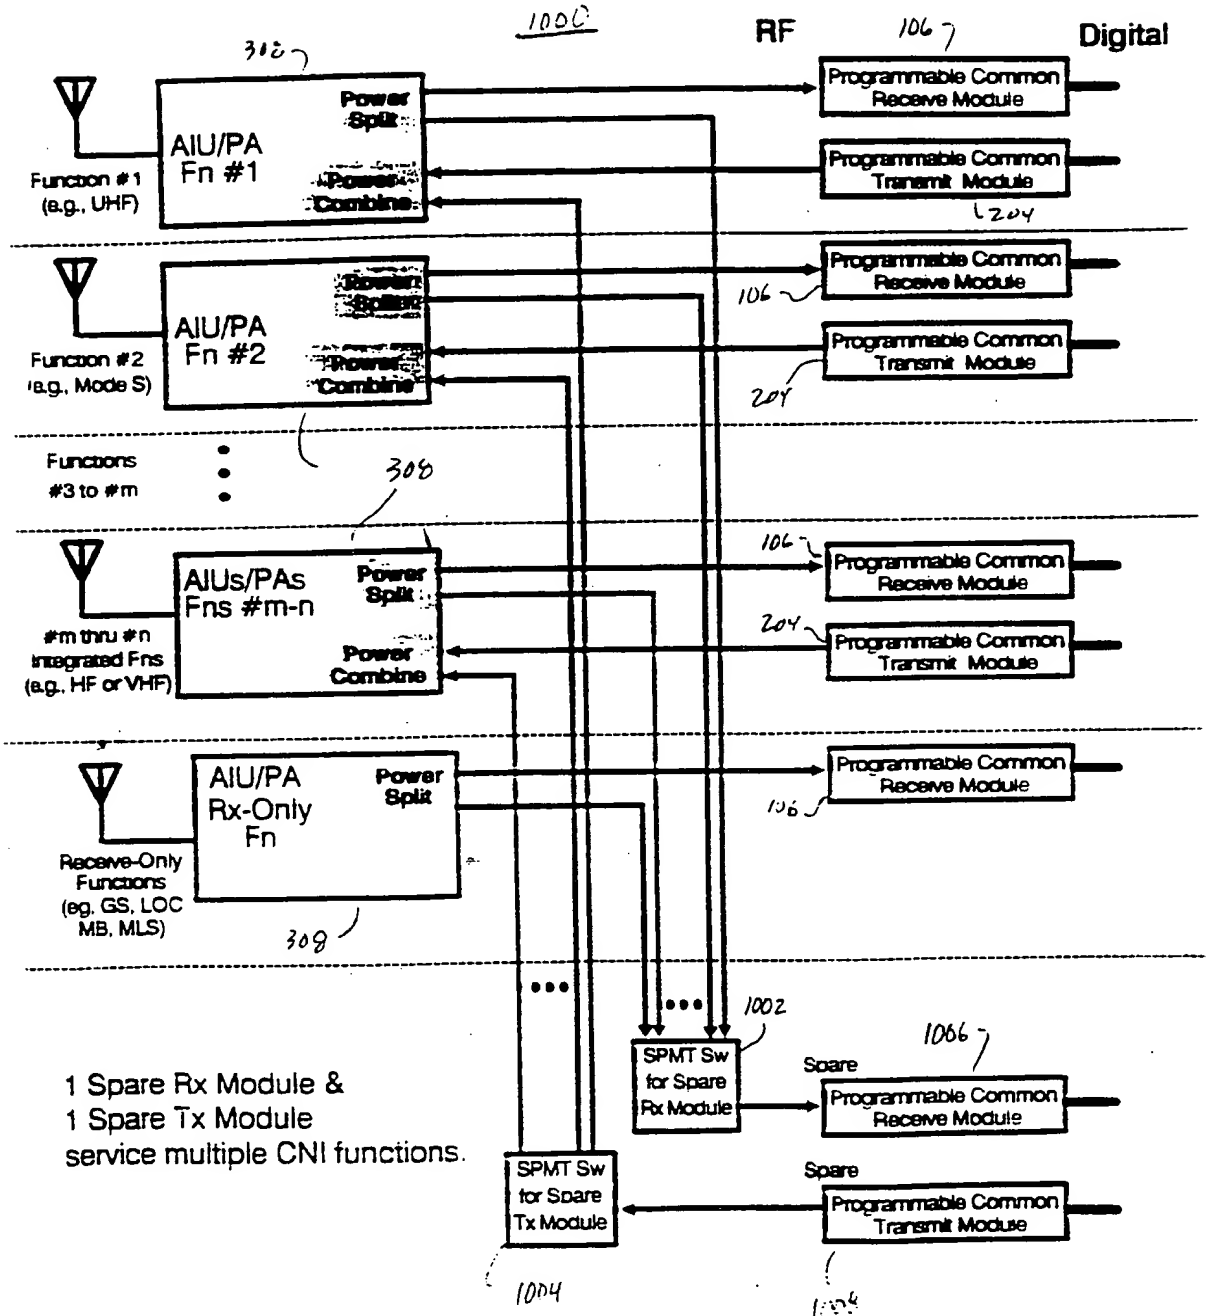 1000
RF
Digital
308
106
Programmable Common
Receive Module
Power
Split
AIU/PA
Fn #1
Power
Combine
Programmable Common
Transmit Module
204
Function #1
(e.g., UHF)
Programmable Common
Receive Module
106
Power
Split
AIU/PA
Fn #2
Power
Combine
Programmable Common
Transmit Module
204
Function #2
(e.g., Mode S)
Functions
#3 to #m
308
AIUs/PAs
Fns #m-n
Power
Split
Power
Combine
106
Programmable Common
Receive Module
204
Programmable Common
Transmit Module
#m thru #n
Integrated Fns
(e.g., HF or VHF)
AIU/PA
Rx-Only
Fn
Power
Split
Programmable Common
Receive Module
106
Receive-Only
Functions
(eg, GS, LOC
MB, MLS)
308
1002
SPMT Sw
for Spare
Rx Module
1006
Spare
Programmable Common
Receive Module
1 Spare Rx Module &
1 Spare Tx Module
service multiple CNI functions.
SPMT Sw
for Spare
Tx Module
1004
Spare
Programmable Common
Transmit Module
1008